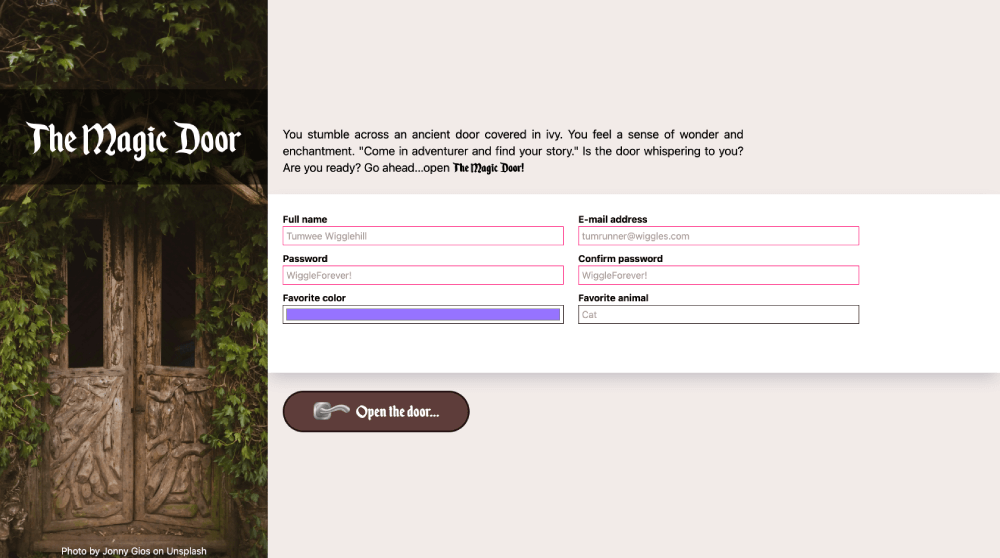 The Magic Door
You stumble across an ancient door covered in ivy. You feel a sense of wonder and
enchantment. "Come in adventurer and find your story." Is the door whispering to you?
Are you ready? Go ahead...open The Magic Door!
Full name
Tumwee Wigglehill
E-mail address
tumrunner@wiggles.com
Password
WiggleForever!
Confirm password
WiggleForever!
Favorite color
Favorite animal
Cat
Open the door...
Photo by Jonny Gios on Unsplash